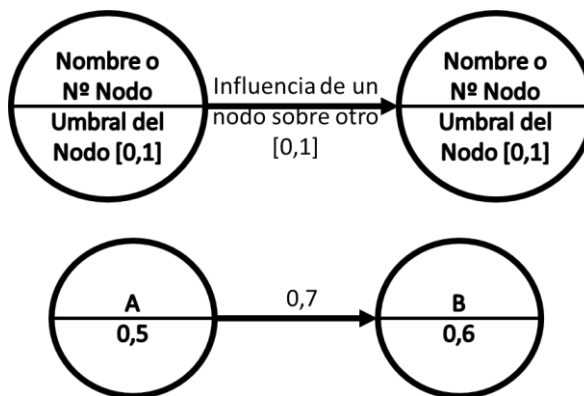 Nombre o
Nº Nodo
Umbral del
Nodo [0,1]
Influencia de un
nodo sobre otro
[0,1]
Nombre o
Nº Nodo
Umbral del
Nodo [0,1]
A
0,5
0,7
B
0,6